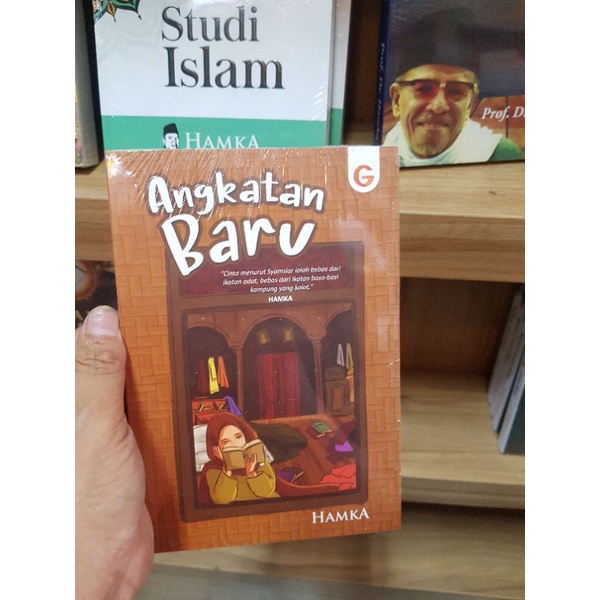 Studi
Islam
HAMKA
Prof. D
G
Angkatan
Baru
"Cinta menurut Syamsiar ialah bebas dari
ikatan adat, bebas dari ikatan basa-basi
kampung yang kolot."
HAMKA
HAMKA